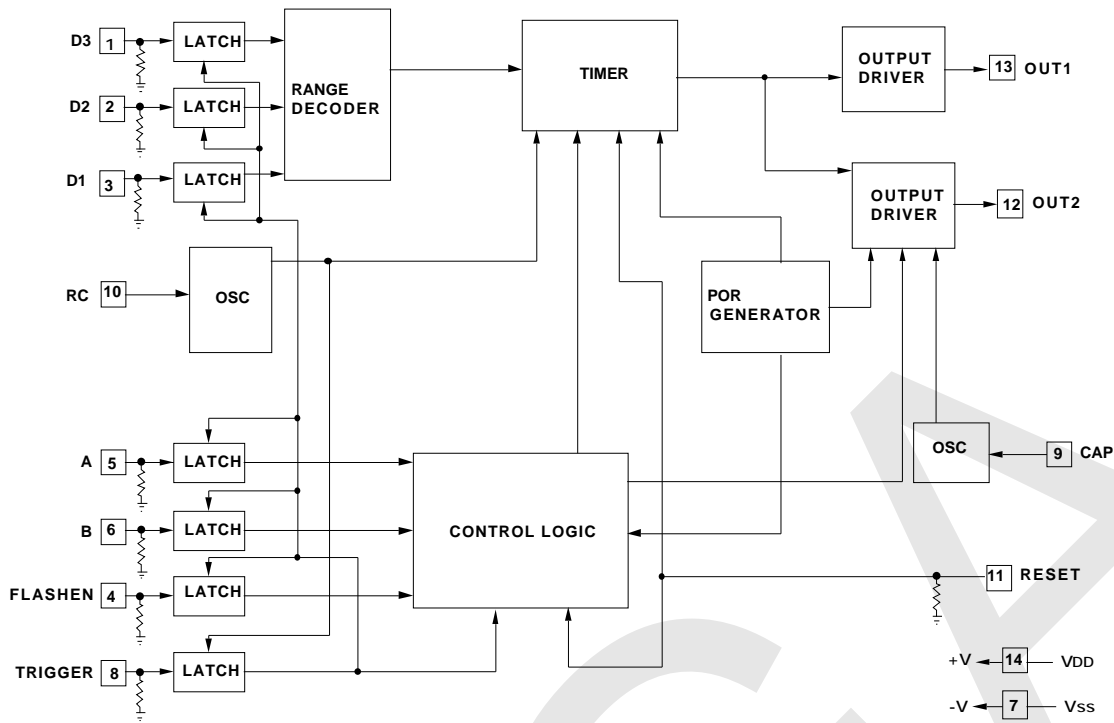 D3 1 LATCH
D2 2 LATCH
D1 3 LATCH
RANGE
DECODER
TIMER
OUTPUT
DRIVER
13 OUT1
OUTPUT
DRIVER
12 OUT2
RC 10 OSC
POR
GENERATOR
OSC 9 CAP
A 5 LATCH
B 6 LATCH
FLASHEN 4 LATCH
TRIGGER 8 LATCH
CONTROL LOGIC
11 RESET
+V 14 VDD
-V 7 Vss